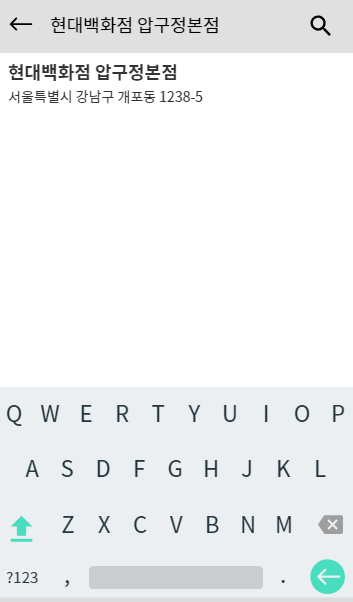 현대백화점 압구정본점
현대백화점 압구정본점
서울특별시 강남구 개포동 1238-5
Q W E R T Y U I O P
A S D F G H J K L
Z X C V B N M
?123 , .